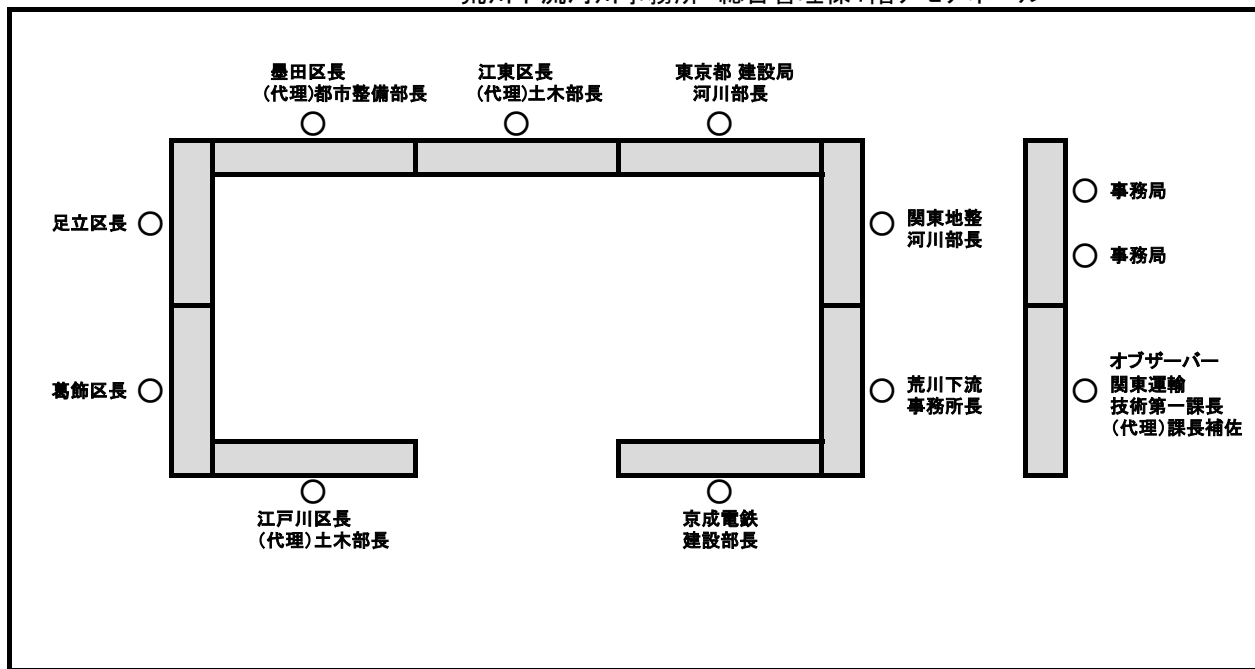 墨田区長
(代理)都市整備部長
江東区長
(代理)土木部長
東京都 建設局
河川部長
足立区長
関東地整
河川部長
事務局
事務局
葛飾区長
荒川下流
事務所長
オブザーバー
関東運輸
技術第一課長
(代理)課長補佐
江戸川区長
(代理)土木部長
京成電鉄
建設部長